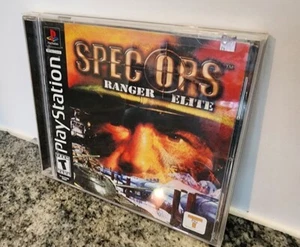 PlayStation
SPEC OPS
RANGER ELITE
T